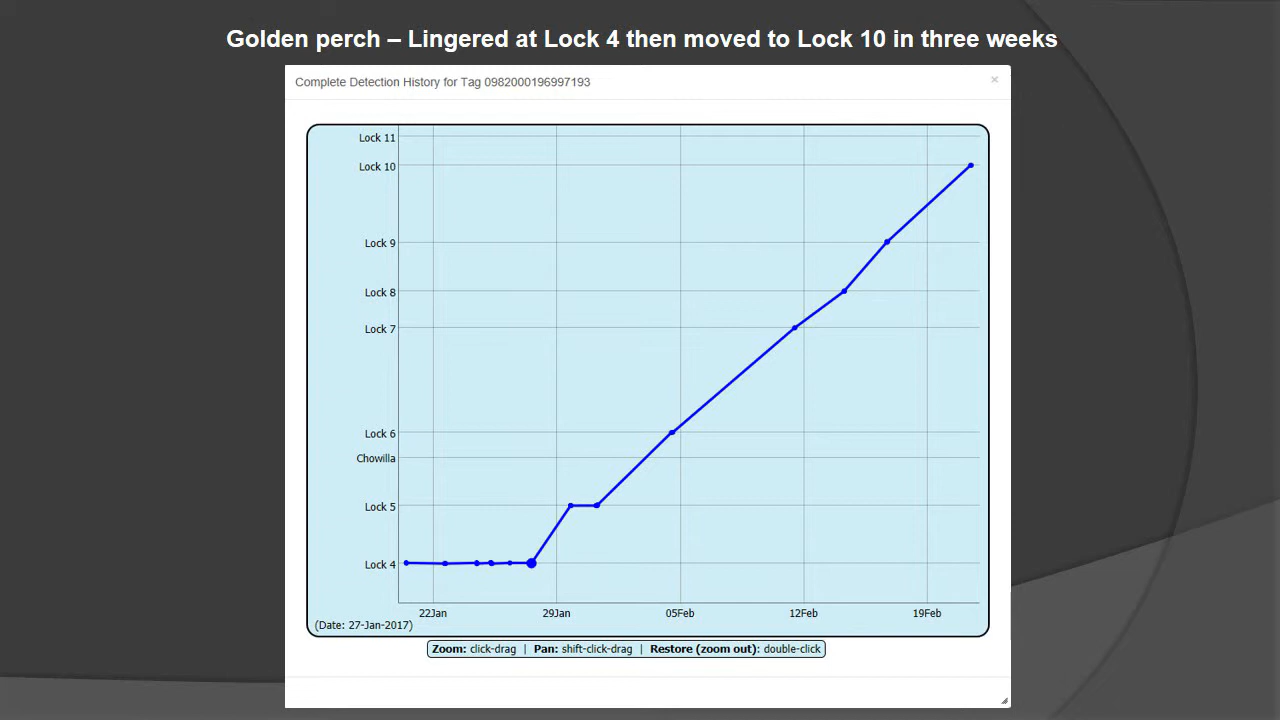 Golden perch – Lingered at Lock 4 then moved to Lock 10 in three weeks
Complete Detection History for Tag 0982000196997193
×
Lock 11
Lock 10
Lock 9
Lock 8
Lock 7
Lock 6
Chowilla
Lock 5
Lock 4
22Jan 29Jan 05Feb 12Feb 19Feb
(Date: 27-Jan-2017)
Zoom: click-drag | Pan: shift-click-drag | Restore (zoom out): double-click